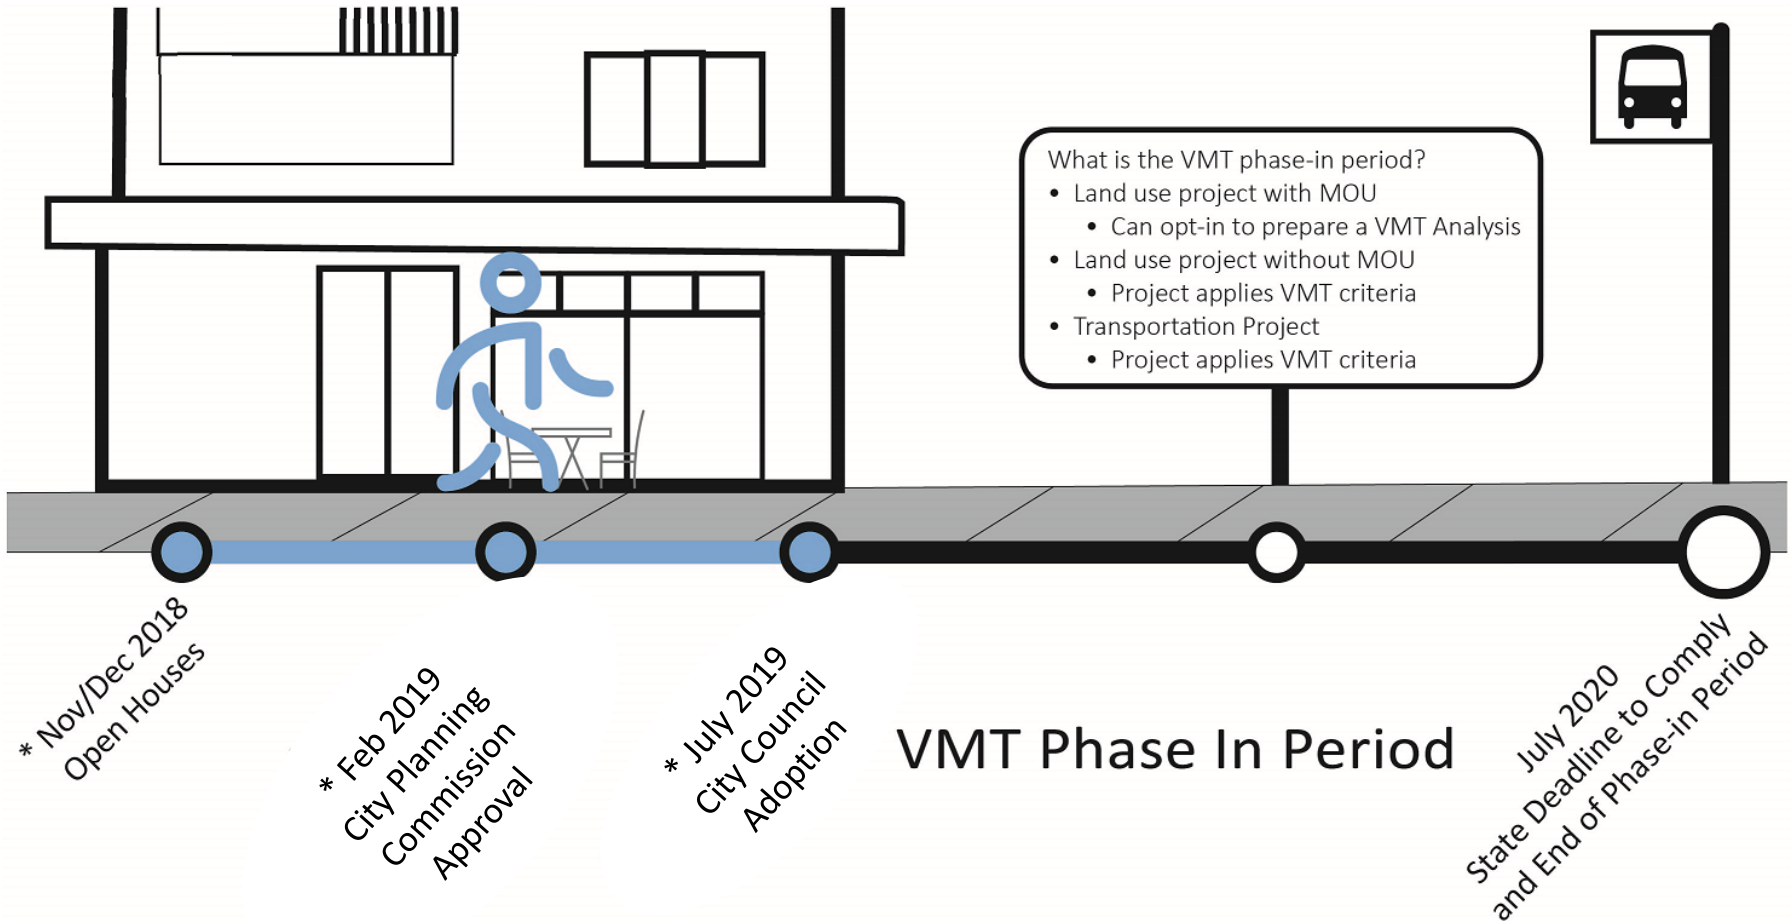 What is the VMT phase-in period?
• Land use project with MOU
• Can opt-in to prepare a VMT Analysis
• Land use project without MOU
• Project applies VMT criteria
• Transportation Project
• Project applies VMT criteria
* Nov/Dec 2018
Open Houses
* Feb 2019
City Planning
Commission
Approval
* July 2019
City Council
Adoption
VMT Phase In Period
July 2020
State Deadline to Comply
and End of Phase-in Period